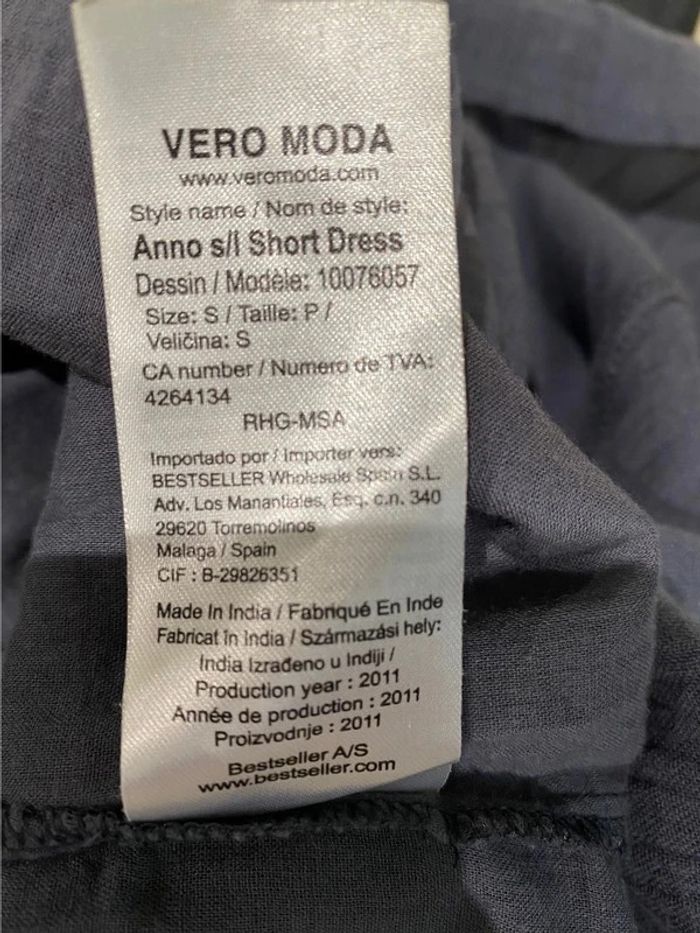 VERO MODA
www.veromoda.com
Style name / Nom de style:
Anno s/l Short Dress
Dessin / Modèle: 10076057
Size: S / Taille: P /
Veličina: S
CA number / Numero de TVA:
4264134
RHG-MSA
Importado por / Importer vers:
BESTSELLER Wholesale Spain S.L.
Adv. Los Manantiales, Esq. c.n. 340
29620 Torremolinos
Malaga / Spain
CIF : B-29826351
Made In India / Fabriqué En Inde
Fabricat în India / Származási hely:
India Izrađeno u Indiji /
Production year : 2011
Année de production : 2011
Proizvodnje : 2011
Bestseller A/S
www.bestseller.com